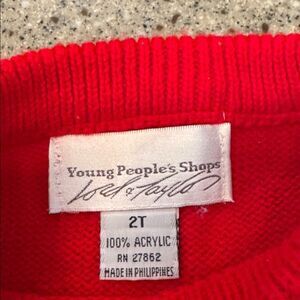 Young People's Shops
Lord & Taylor
2T
100% ACRYLIC
RN 27862
MADE IN PHILIPPINES